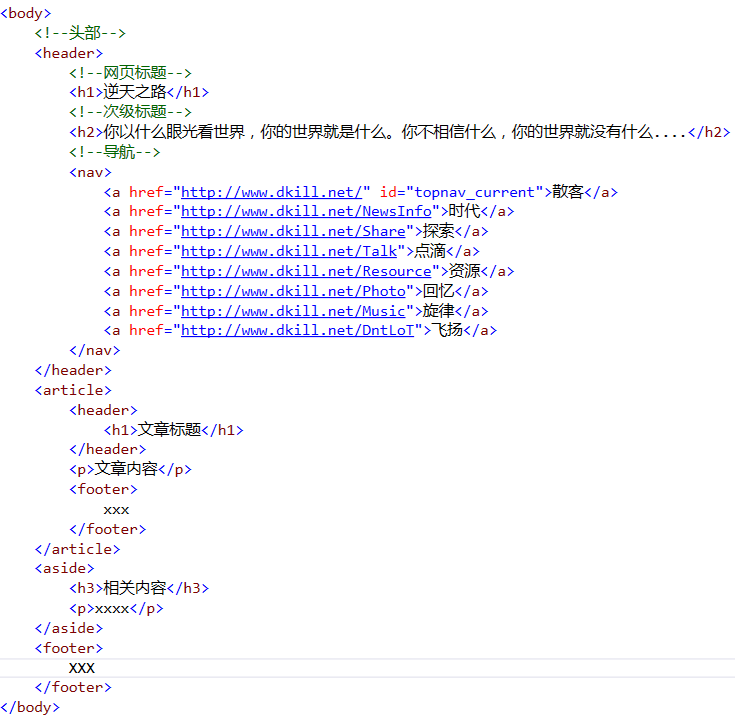 <body>
<!--头部-->
<header>
<!--网页标题-->
<h1>逆天之路</h1>
<!--次级标题-->
<h2>你以什么眼光看世界，你的世界就是什么。你不相信什么，你的世界就没有什么....</h2>
<!--导航-->
<nav>
<a href="http://www.dkill.net/" id="topnav_current">散客</a>
<a href="http://www.dkill.net/NewsInfo">时代</a>
<a href="http://www.dkill.net/Share">探索</a>
<a href="http://www.dkill.net/Talk">点滴</a>
<a href="http://www.dkill.net/Resource">资源</a>
<a href="http://www.dkill.net/Photo">回忆</a>
<a href="http://www.dkill.net/Music">旋律</a>
<a href="http://www.dkill.net/DntLoT">飞扬</a>
</nav>
</header>
<article>
<header>
<h1>文章标题</h1>
</header>
<p>文章内容</p>
<footer>
xxx
</footer>
</article>
<aside>
<h3>相关内容</h3>
<p>xxxx</p>
</aside>
<footer>
XXX
</footer>
</body>